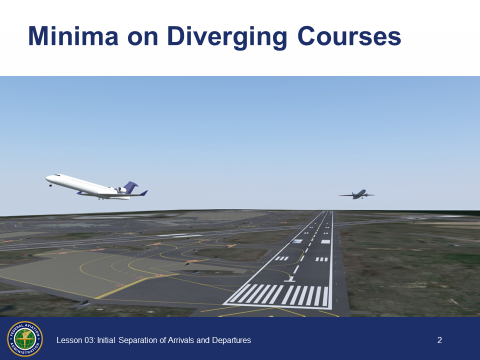 Minima on Diverging Courses
Lesson 03: Initial Separation of Arrivals and Departures
2